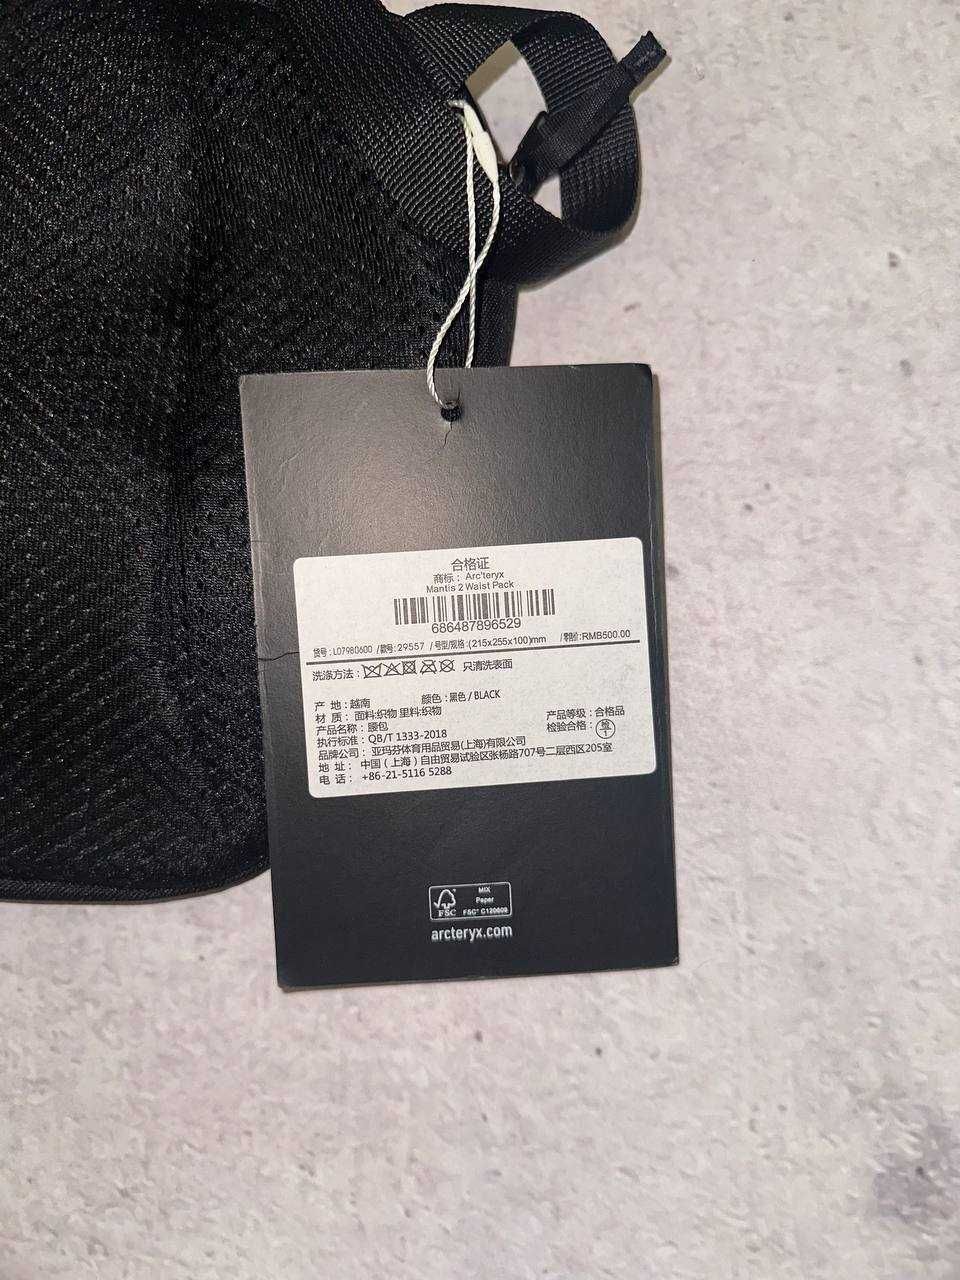 合格证
商标： Arc'teryx
Mantis 2 Waist Pack
686487896529
货号：L07980600 /款号：29557 /号型/规格：(215x255x100)mm /零售价：RMB500.00
洗涤方法： 只清洗表面
产 地：越南 颜色：黑色 / BLACK
材 质： 面料:织物 里料:织物
产品名称：腰包 产品等级：合格品
执行标准：QB/T 1333-2018 检验合格：
品牌公司： 亚玛芬体育用品贸易(上海)有限公司
地 址： 中国（上海）自由贸易试验区张杨路707号二层西区205室
电 话： +86-21-5116 5288
FSC
MIX
Paper
FSC® C120609
arcteryx.com